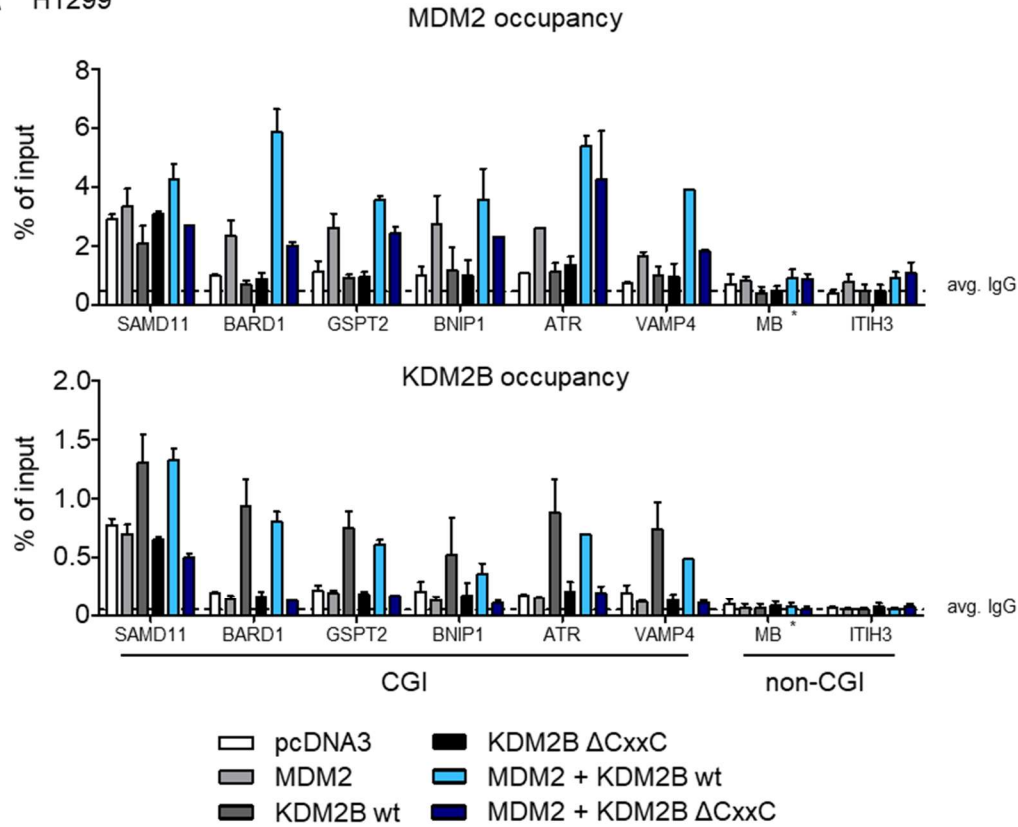 H1299
MDM2 occupancy
% of input
8
6
4
2
0
avg. IgG
SAMD11 BARD1 GSPT2 BNIP1 ATR VAMP4 MB * ITIH3
KDM2B occupancy
% of input
2.0
1.5
1.0
0.5
0
avg. IgG
SAMD11 BARD1 GSPT2 BNIP1 ATR VAMP4 MB * ITIH3
CGI non-CGI
pcDNA3 KDM2B ΔCxxC
MDM2 MDM2 + KDM2B wt
KDM2B wt MDM2 + KDM2B ΔCxxC